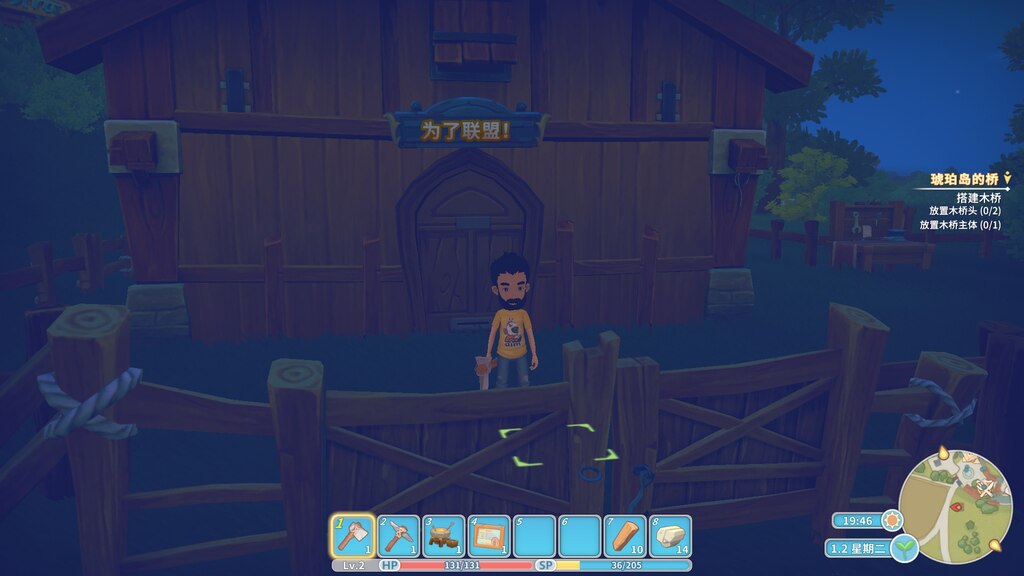 为了联盟!
琥珀岛的桥
搭建木桥
放置木桥头 (0/2)
放置木桥主体 (0/1)
19:46
1.2 星期二
1 2 3 4 5 6 7 8
1 1 1 1 10 14
Lv.2 HP 131/131 SP 36/205